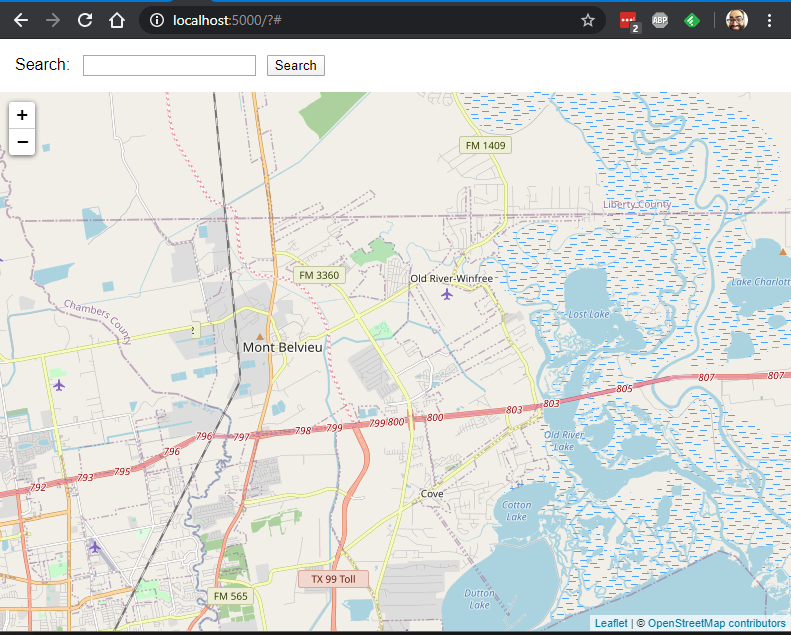 localhost:5000/?#
ABP
2
Search:
Search
+
−
FM 1409
Liberty County
FM 3360
Old River-Winfree
Lake Charlott
Chambers County
Lost Lake
2
Mont Belvieu
807
807
805
803
803
800
800
799
799
798
797
796
796
795
793
792
Old River
Lake
Cove
Cotton
Lake
TX 99 Toll
FM 565
Dutton
Lake
Leaflet | © OpenStreetMap contributors